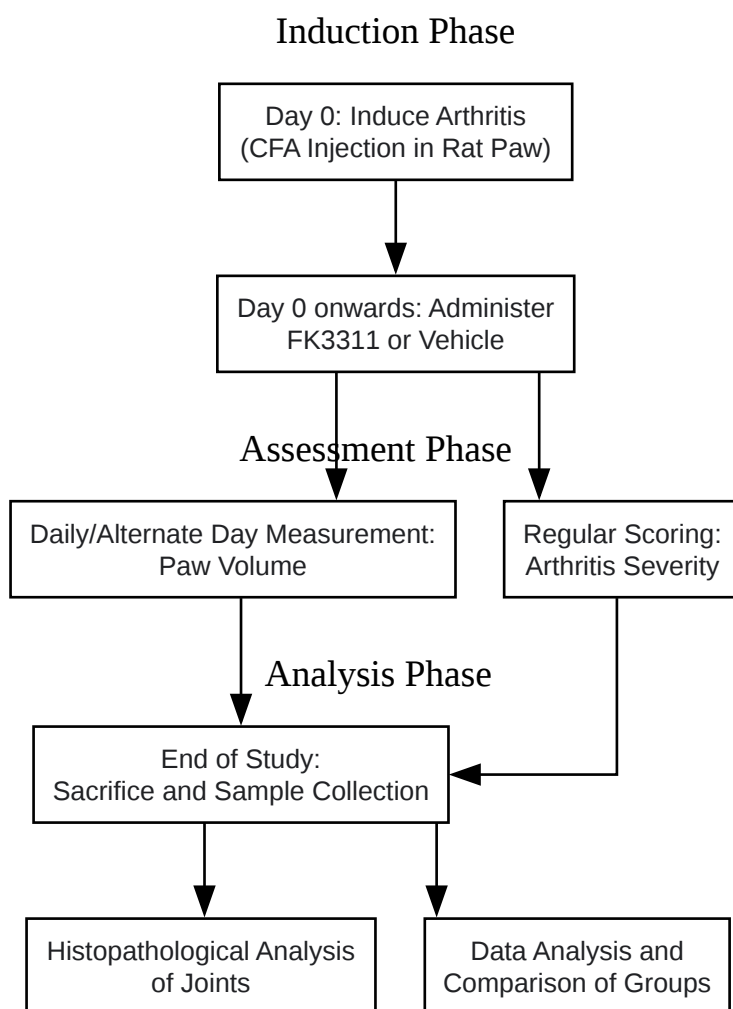 Induction Phase
Day 0: Induce Arthritis
(CFA Injection in Rat Paw)
Day 0 onwards: Administer
FK3311 or Vehicle
Assessment Phase
Daily/Alternate Day Measurement:
Paw Volume
Regular Scoring:
Arthritis Severity
Analysis Phase
End of Study:
Sacrifice and Sample Collection
Histopathological Analysis
of Joints
Data Analysis and
Comparison of Groups